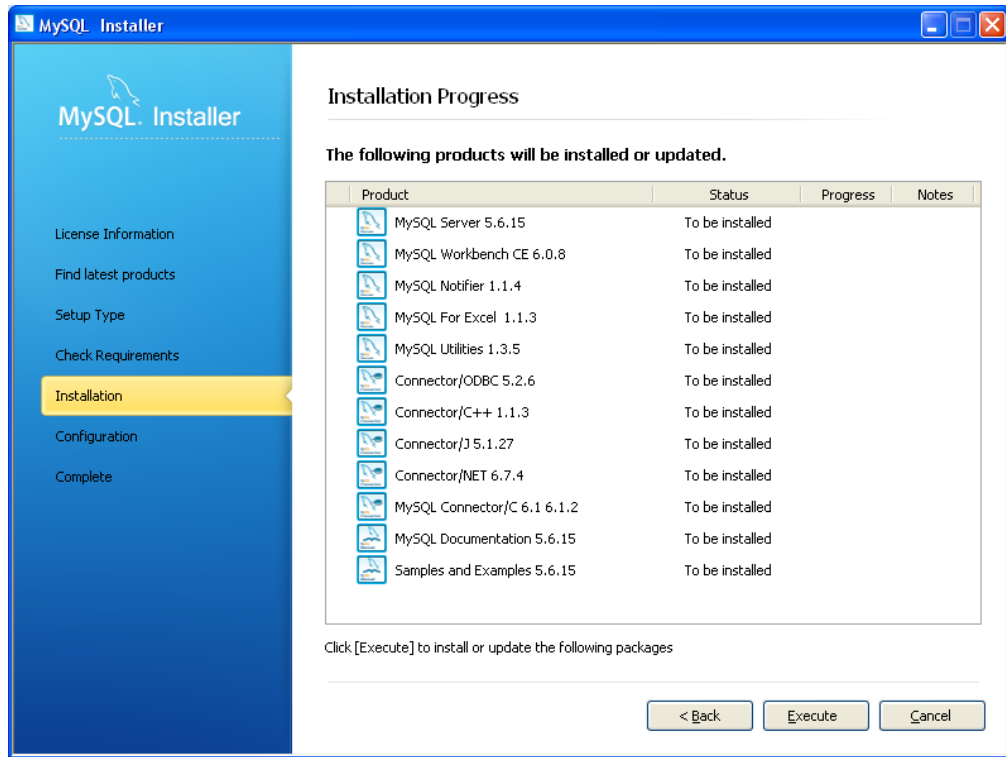 MySQL Installer
MySQL. Installer
License Information
Find latest products
Setup Type
Check Requirements
Installation
Configuration
Complete
Installation Progress
The following products will be installed or updated.
Product Status Progress Notes
MySQL Server 5.6.15 To be installed
MySQL Workbench CE 6.0.8 To be installed
MySQL Notifier 1.1.4 To be installed
MySQL For Excel 1.1.3 To be installed
MySQL Utilities 1.3.5 To be installed
Connector/ODBC 5.2.6 To be installed
Connector/C++ 1.1.3 To be installed
Connector/J 5.1.27 To be installed
Connector/NET 6.7.4 To be installed
MySQL Connector/C 6.1 6.1.2 To be installed
MySQL Documentation 5.6.15 To be installed
Samples and Examples 5.6.15 To be installed
Click [Execute] to install or update the following packages
< Back Execute Cancel